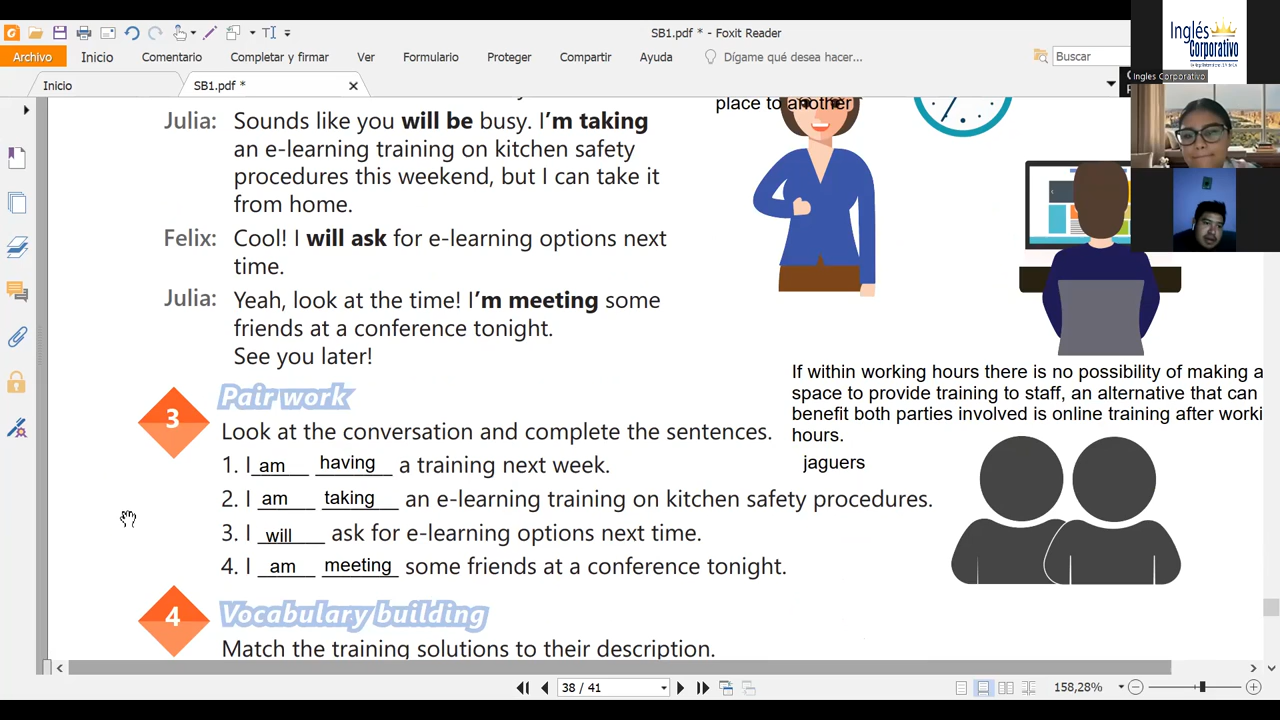 SB1.pdf * - Foxit Reader
Archivo Inicio Comentario Completar y firmar Ver Formulario Proteger Compartir Ayuda Dígame qué desea hacer... Buscar
Inicio SB1.pdf *
Inglés
Corporativo
Ingles Corporativo
place to another
Julia: Sounds like you will be busy. I'm taking
an e-learning training on kitchen safety
procedures this weekend, but I can take it
from home.
Felix: Cool! I will ask for e-learning options next
time.
Julia: Yeah, look at the time! I'm meeting some
friends at a conference tonight.
See you later!
If within working hours there is no possibility of making a
space to provide training to staff, an alternative that can
benefit both parties involved is online training after worki
hours.
jaguers
3 Pair work
Look at the conversation and complete the sentences.
1. I am having a training next week.
2. I am taking an e-learning training on kitchen safety procedures.
3. I will ask for e-learning options next time.
4. I am meeting some friends at a conference tonight.
4 Vocabulary building
Match the training solutions to their description.
38 / 41 158,28%